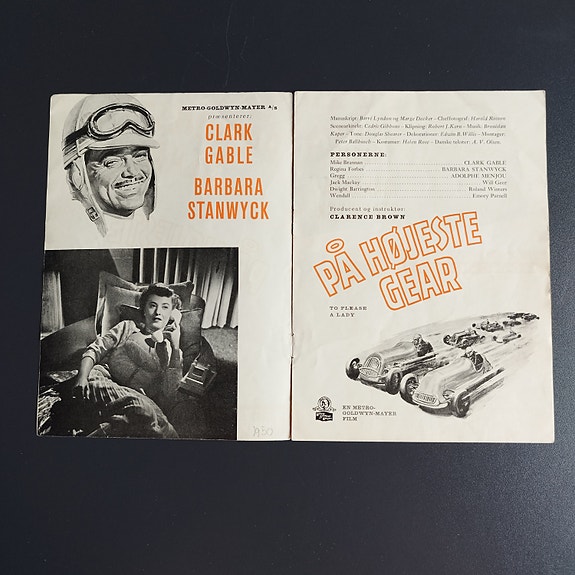 METRO-GOLDWYN-MAYER A/S
præsenterer:
CLARK
GABLE
BARBARA
STANWYCK
1950
Manuskript: Barré Lyndon og Marge Decker - Cheffotograf: Harold Rosson
Scenearkitekt: Cedric Gibbons - Klipning: Robert J. Kern - Musik: Bronislau
Kaper - Tone: Douglas Shearer - Dekorationer: Edwin B. Willis - Montager:
Peter Ballbusch - Kostumer: Helen Rose - Danske tekster: A. V. Olsen.
PERSONERNE:
Mike Brannan CLARK GABLE
Regina Forbes BARBARA STANWYCK
Gregg ADOLPHE MENJOU
Jack Mackay Will Geer
Dwight Barrington Roland Winters
Wendall Emory Parnell
Producent og instruktør:
CLARENCE BROWN
PÅ HØJESTE
GEAR
TO PLEASE
A LADY
EN METRO-
GOLDWYN-MAYER
FILM